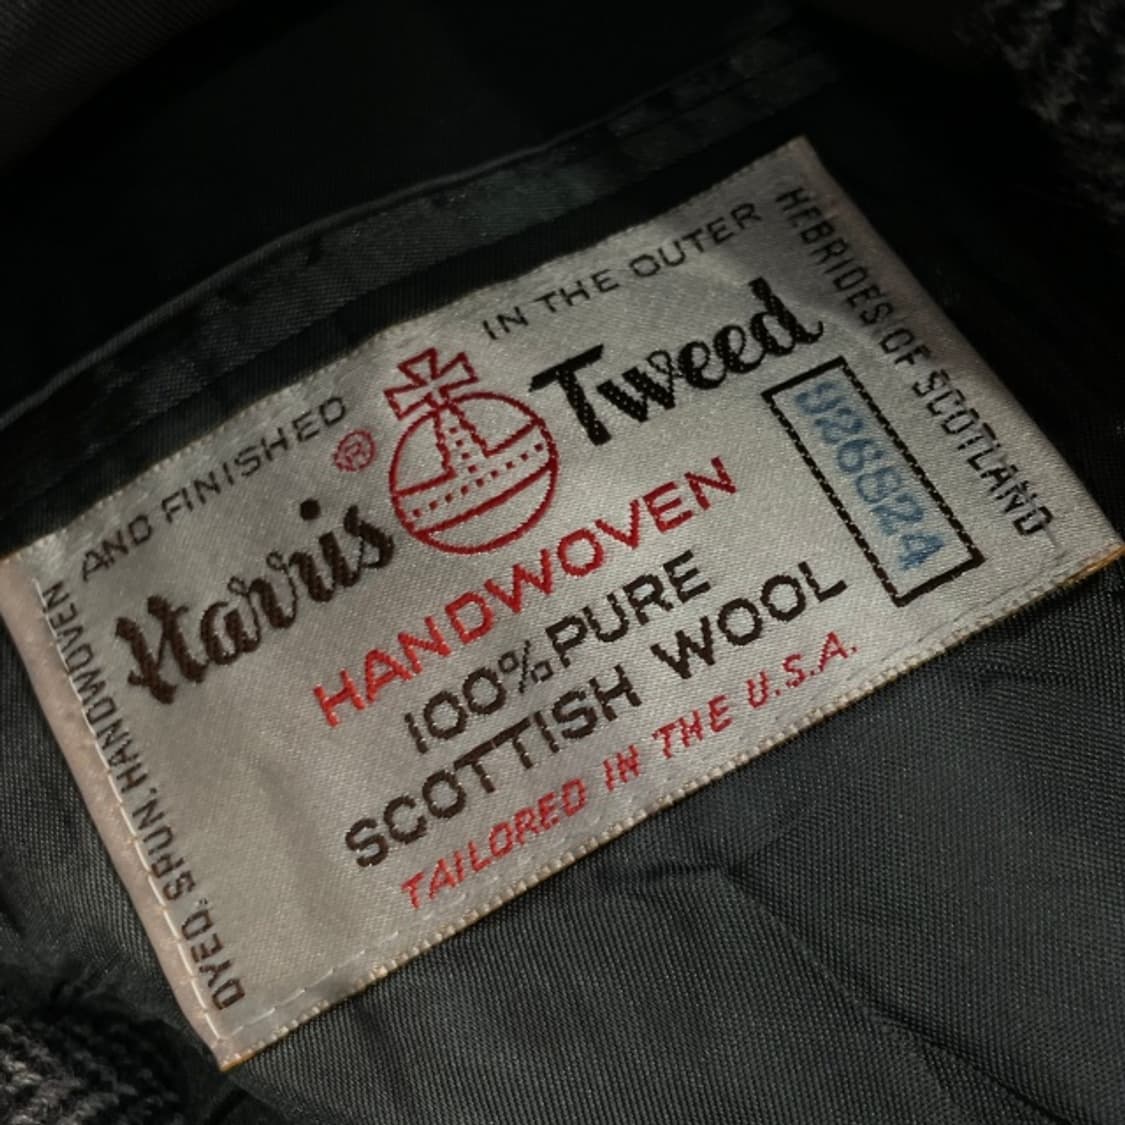 DYED, SPUN, HANDWOVEN
AND FINISHED
IN THE OUTER
HEBRIDES OF SCOTLAND
Harris ® Tweed
HANDWOVEN
100% PURE
SCOTTISH WOOL
TAILORED IN THE U.S.A.